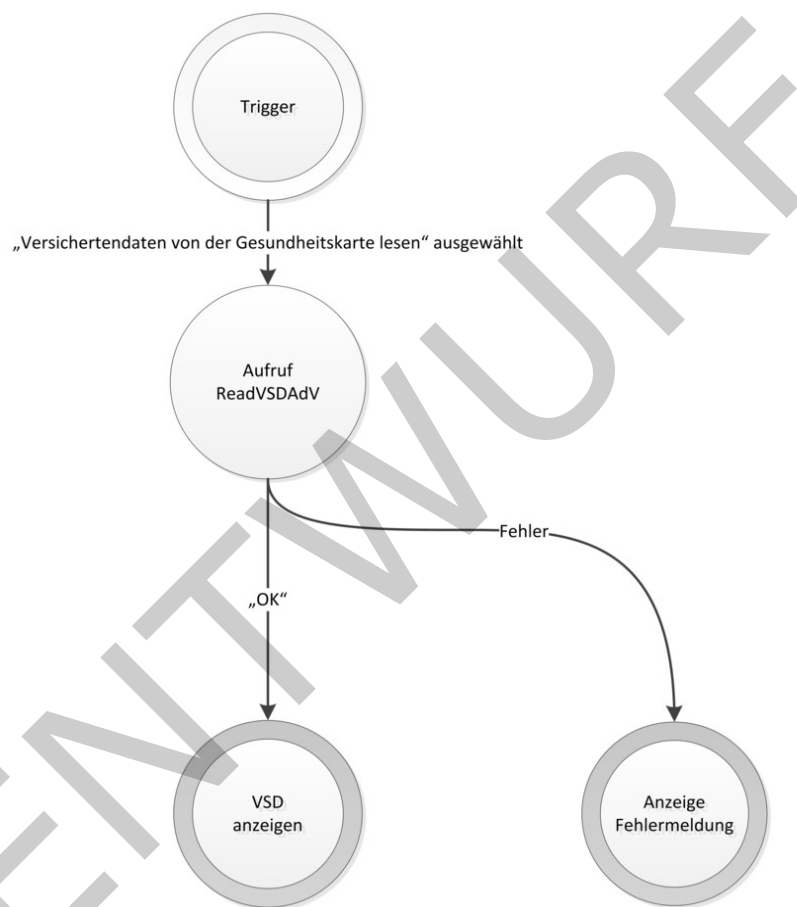 Trigger
„Versichertendaten von der Gesundheitskarte lesen“ ausgewählt
Aufruf
ReadVSDAdV
Fehler
„OK“
VSD
anzeigen
Anzeige
Fehlermeldung
ENTWURF